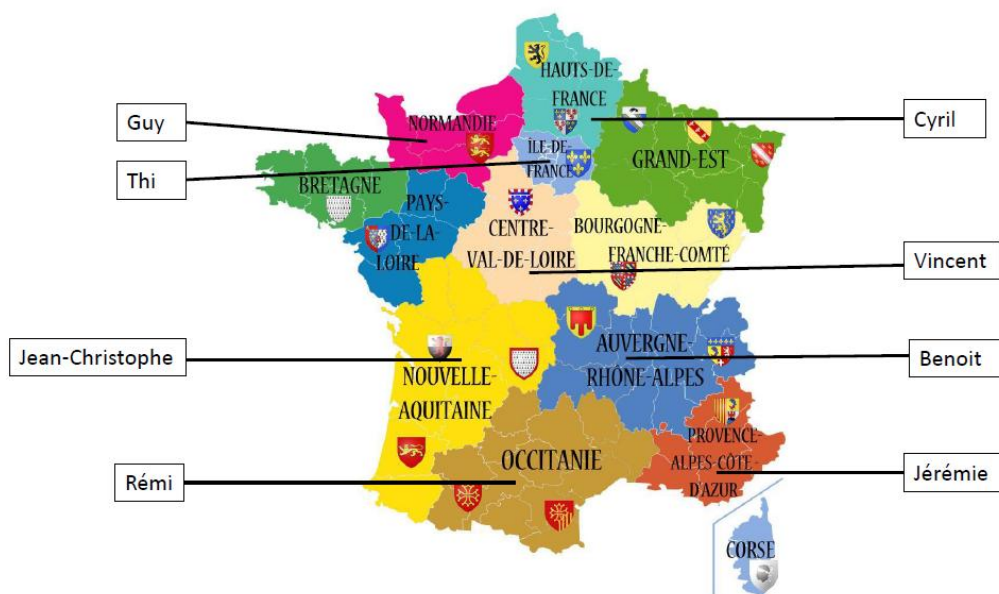 HAUTS-DE-
FRANCE
Guy
NORMANDIE
Cyril
ÎLE-DE-
FRANCE
GRAND-EST
Thi
BRETAGNE
PAYS-
DE-LA-
LOIRE
CENTRE-
VAL-DE-LOIRE
BOURGOGNE-
FRANCHE-COMTÉ
Vincent
Jean-Christophe
NOUVELLE-
AQUITAINE
AUVERGNE-
RHÔNE-ALPES
Benoit
Rémi
OCCITANIE
PROVENCE-
ALPES-CÔTE-
D'AZUR
Jérémie
CORSE